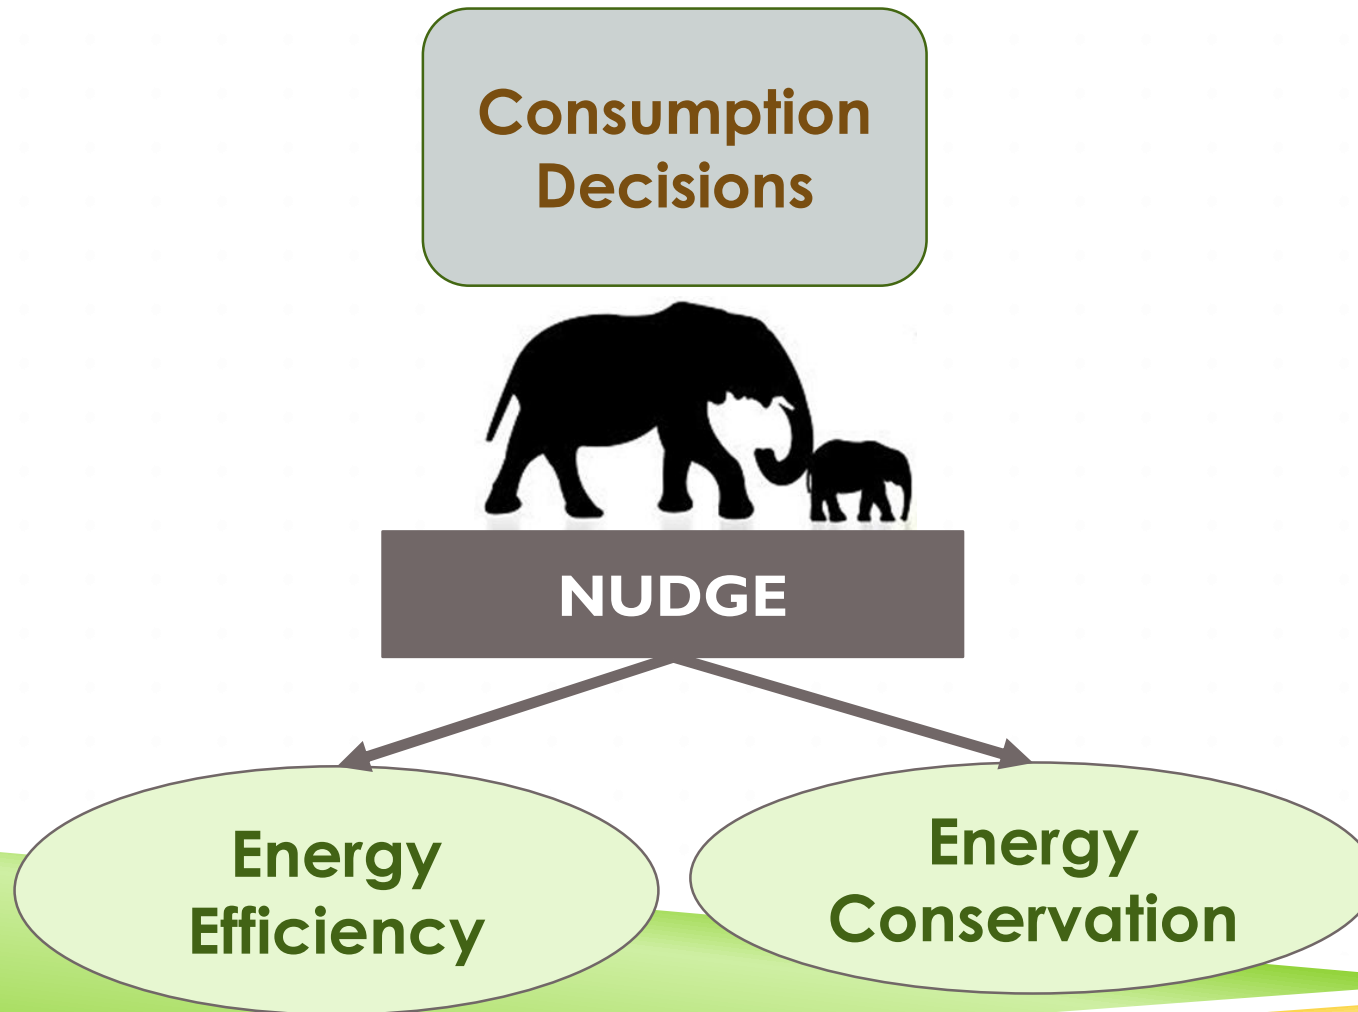 Consumption
Decisions
NUDGE
Energy
Efficiency
Energy
Conservation